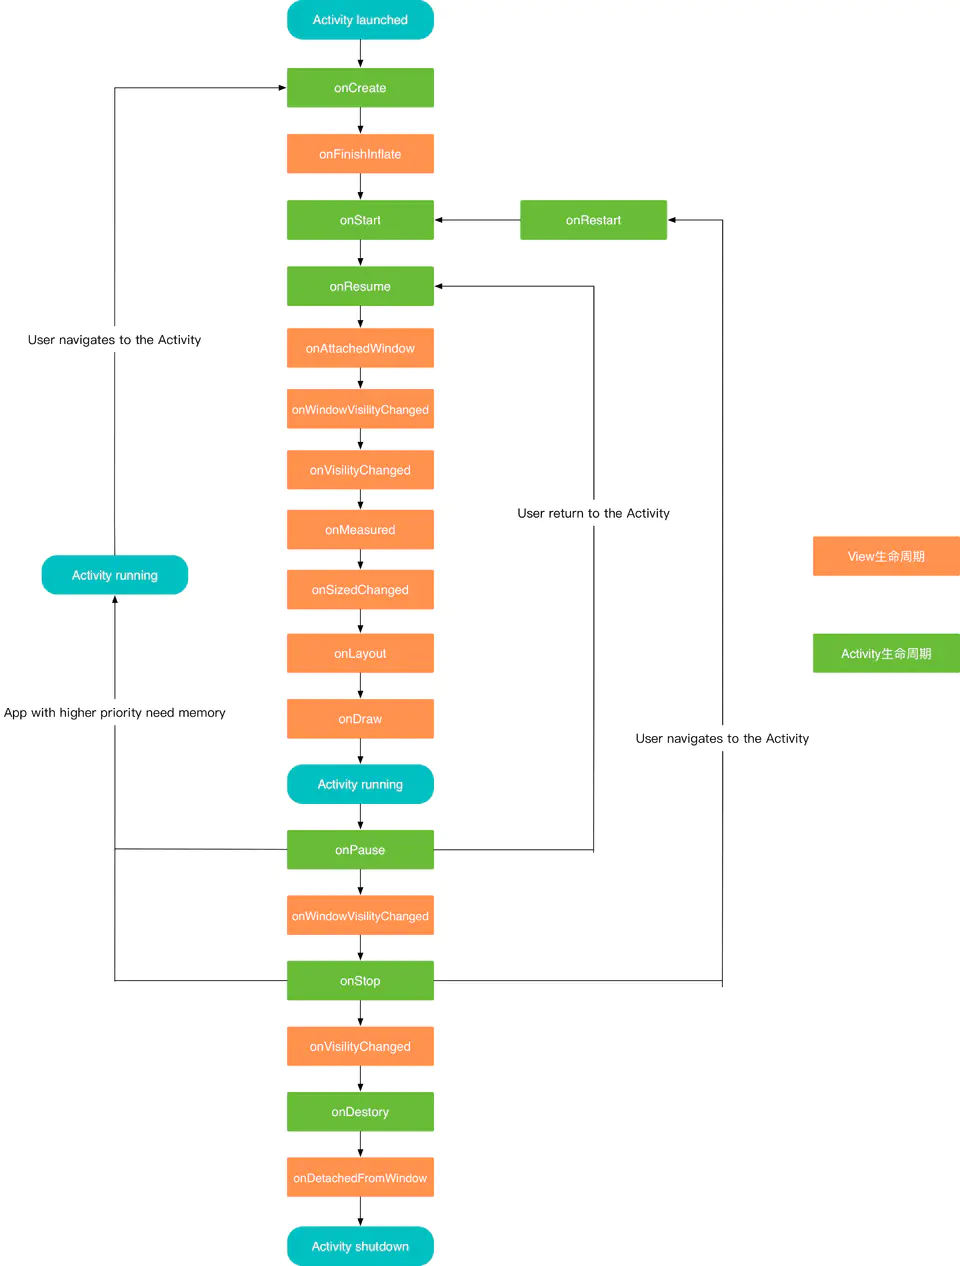 Activity launched
onCreate
onFinishInflate
onStart
onRestart
onResume
User navigates to the Activity
onAttachedWindow
onWindowVisilityChanged
onVisilityChanged
User return to the Activity
onMeasured
View生命周期
Activity running
onSizedChanged
onLayout
Activity生命周期
App with higher priority need memory
onDraw
User navigates to the Activity
Activity running
onPause
onWindowVisilityChanged
onStop
onVisilityChanged
onDestory
onDetachedFromWindow
Activity shutdown